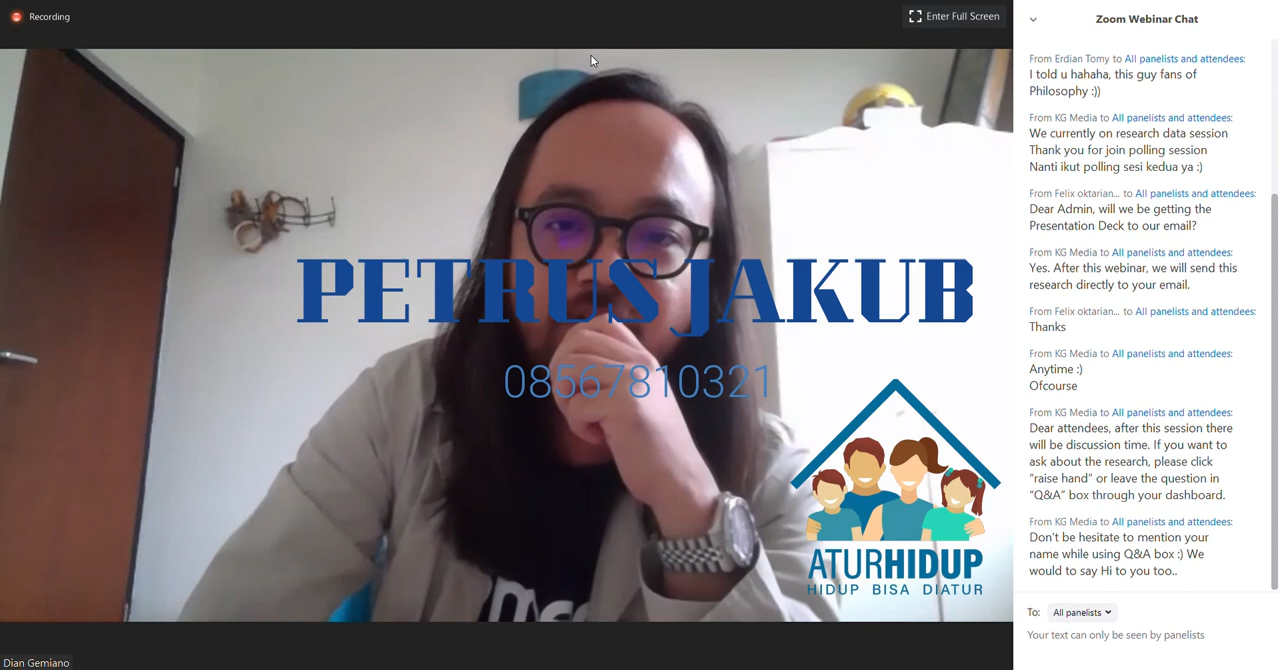 Recording
Enter Full Screen
PETRUS JAKUB
08567810321
ATURHIDUP
HIDUP BISA DIATUR
Dian Gemiano
Zoom Webinar Chat
From Erdian Tomy to All panelists and attendees:
I told u hahaha, this guy fans of
Philosophy :))
From KG Media to All panelists and attendees:
We currently on research data session
Thank you for join polling session
Nanti ikut polling sesi kedua ya :)
From Felix oktarian... to All panelists and attendees:
Dear Admin, will we be getting the
Presentation Deck to our email?
From KG Media to All panelists and attendees:
Yes. After this webinar, we will send this
research directly to your email.
From Felix oktarian... to All panelists and attendees:
Thanks
From KG Media to All panelists and attendees:
Anytime :)
Ofcourse
From KG Media to All panelists and attendees:
Dear attendees, after this session there
will be discussion time. If you want to
ask about the research, please click
"raise hand" or leave the question in
"Q&A" box through your dashboard.
From KG Media to All panelists and attendees:
Don't be hesitate to mention your
name while using Q&A box :) We
would to say Hi to you too..
To: All panelists
Your text can only be seen by panelists